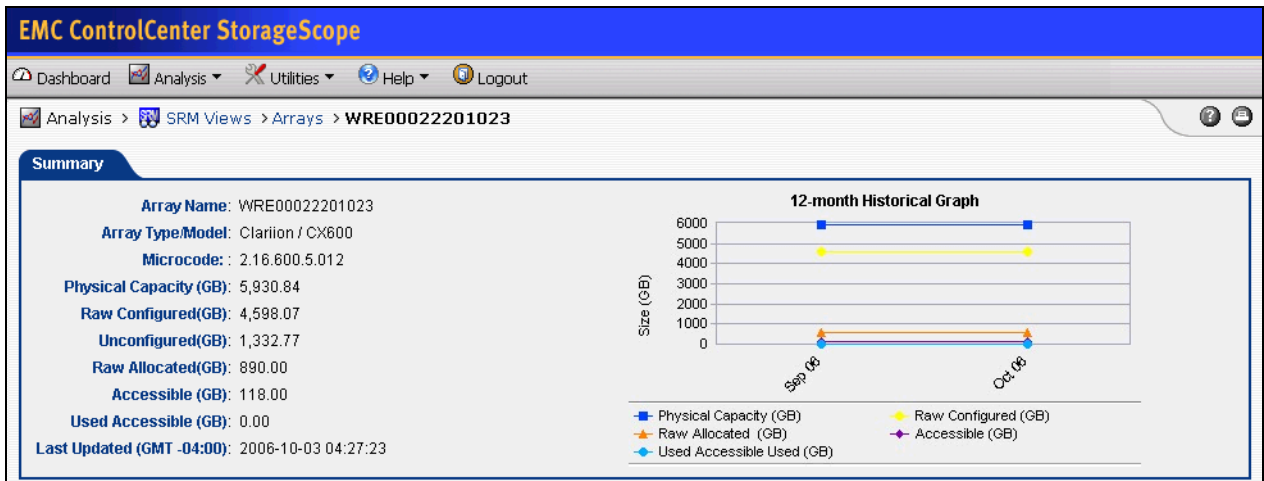 EMC ControlCenter StorageScope
Dashboard Analysis Utilities Help Logout
Analysis > SRM Views > Arrays > WRE00022201023
Summary
Array Name: WRE00022201023
Array Type/Model: Clariion / CX600
Microcode: : 2.16.600.5.012
Physical Capacity (GB): 5,930.84
Raw Configured(GB): 4,598.07
Unconfigured(GB): 1,332.77
Raw Allocated(GB): 890.00
Accessible (GB): 118.00
Used Accessible (GB): 0.00
Last Updated (GMT -04:00): 2006-10-03 04:27:23
12-month Historical Graph
Size (GB)
6000
5000
4000
3000
2000
1000
0
Sep 06
Oct 06
Physical Capacity (GB)
Raw Configured (GB)
Raw Allocated (GB)
Accessible (GB)
Used Accessible Used (GB)